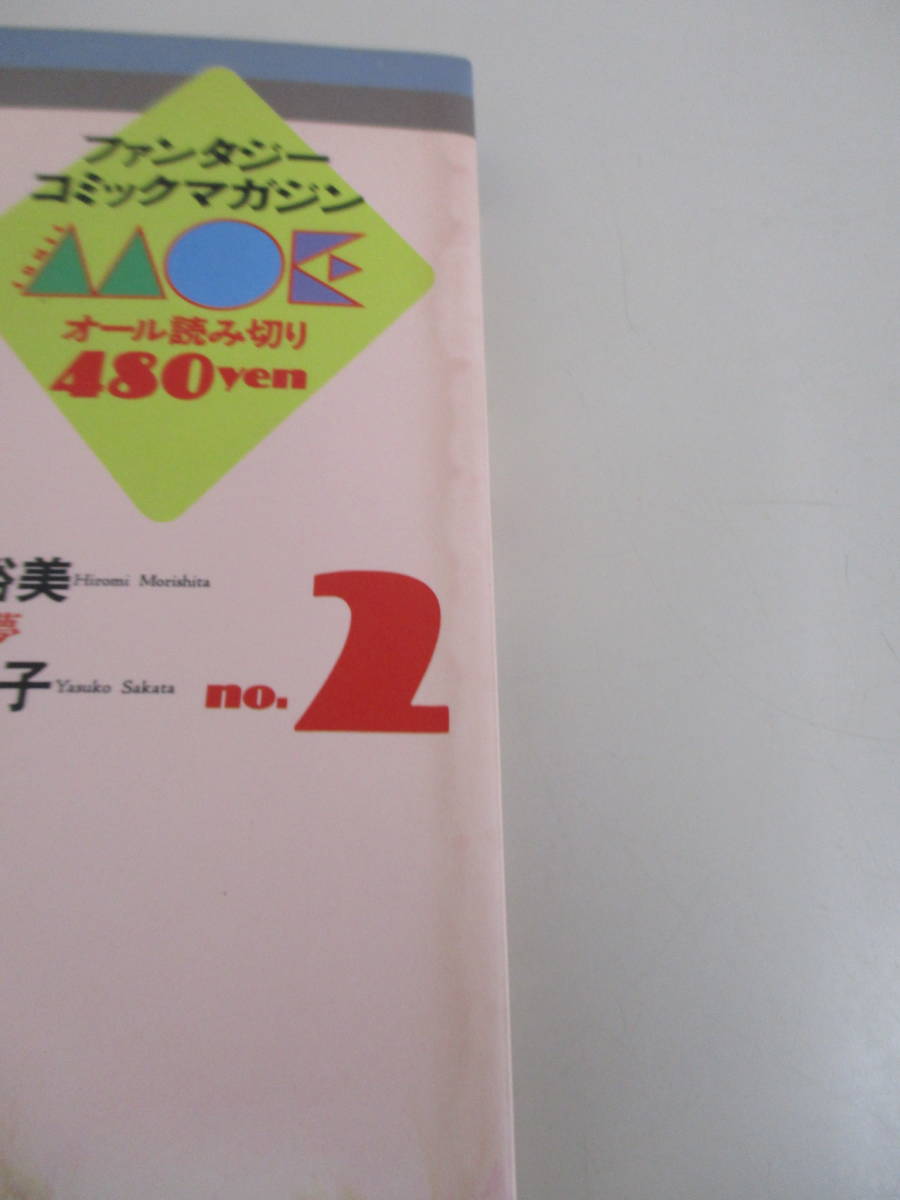 ファンタジー
コミックマガジン
comic
MOE
オール読み切り
480yen
裕美 Hiromi Morishita
夢
子 Yasuko Sakata
no.2